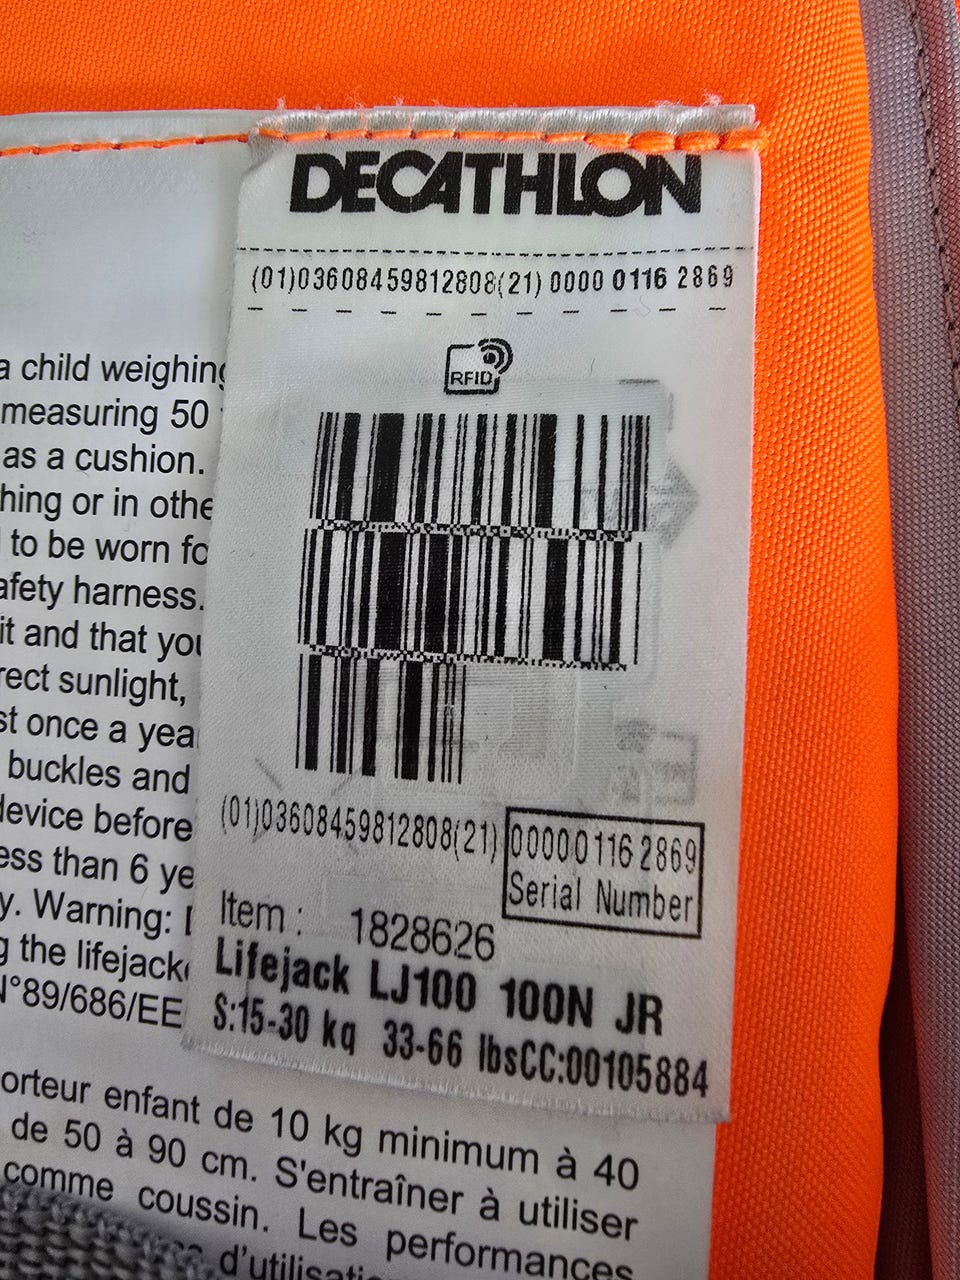 DECATHLON
(01)03608459812808(21) 0000 0116 2869
RFID
(01)03608459812808(21) 0000 0116 2869
Serial Number
Item : 1828626
Lifejack LJ100 100N JR
S:15-30 kg 33-66 lbsCC:00105884
a child weighing
measuring 50
as a cushion.
hing or in othe
to be worn fo
afety harness.
it and that you
rect sunlight,
st once a yea
buckles and
device before
ess than 6 ye
y. Warning:
g the lifejack
N°89/686/EE
orteur enfant de 10 kg minimum à 40
de 50 à 90 cm. S'entraîner à utiliser
comme coussin. Les performances
d'utilisati